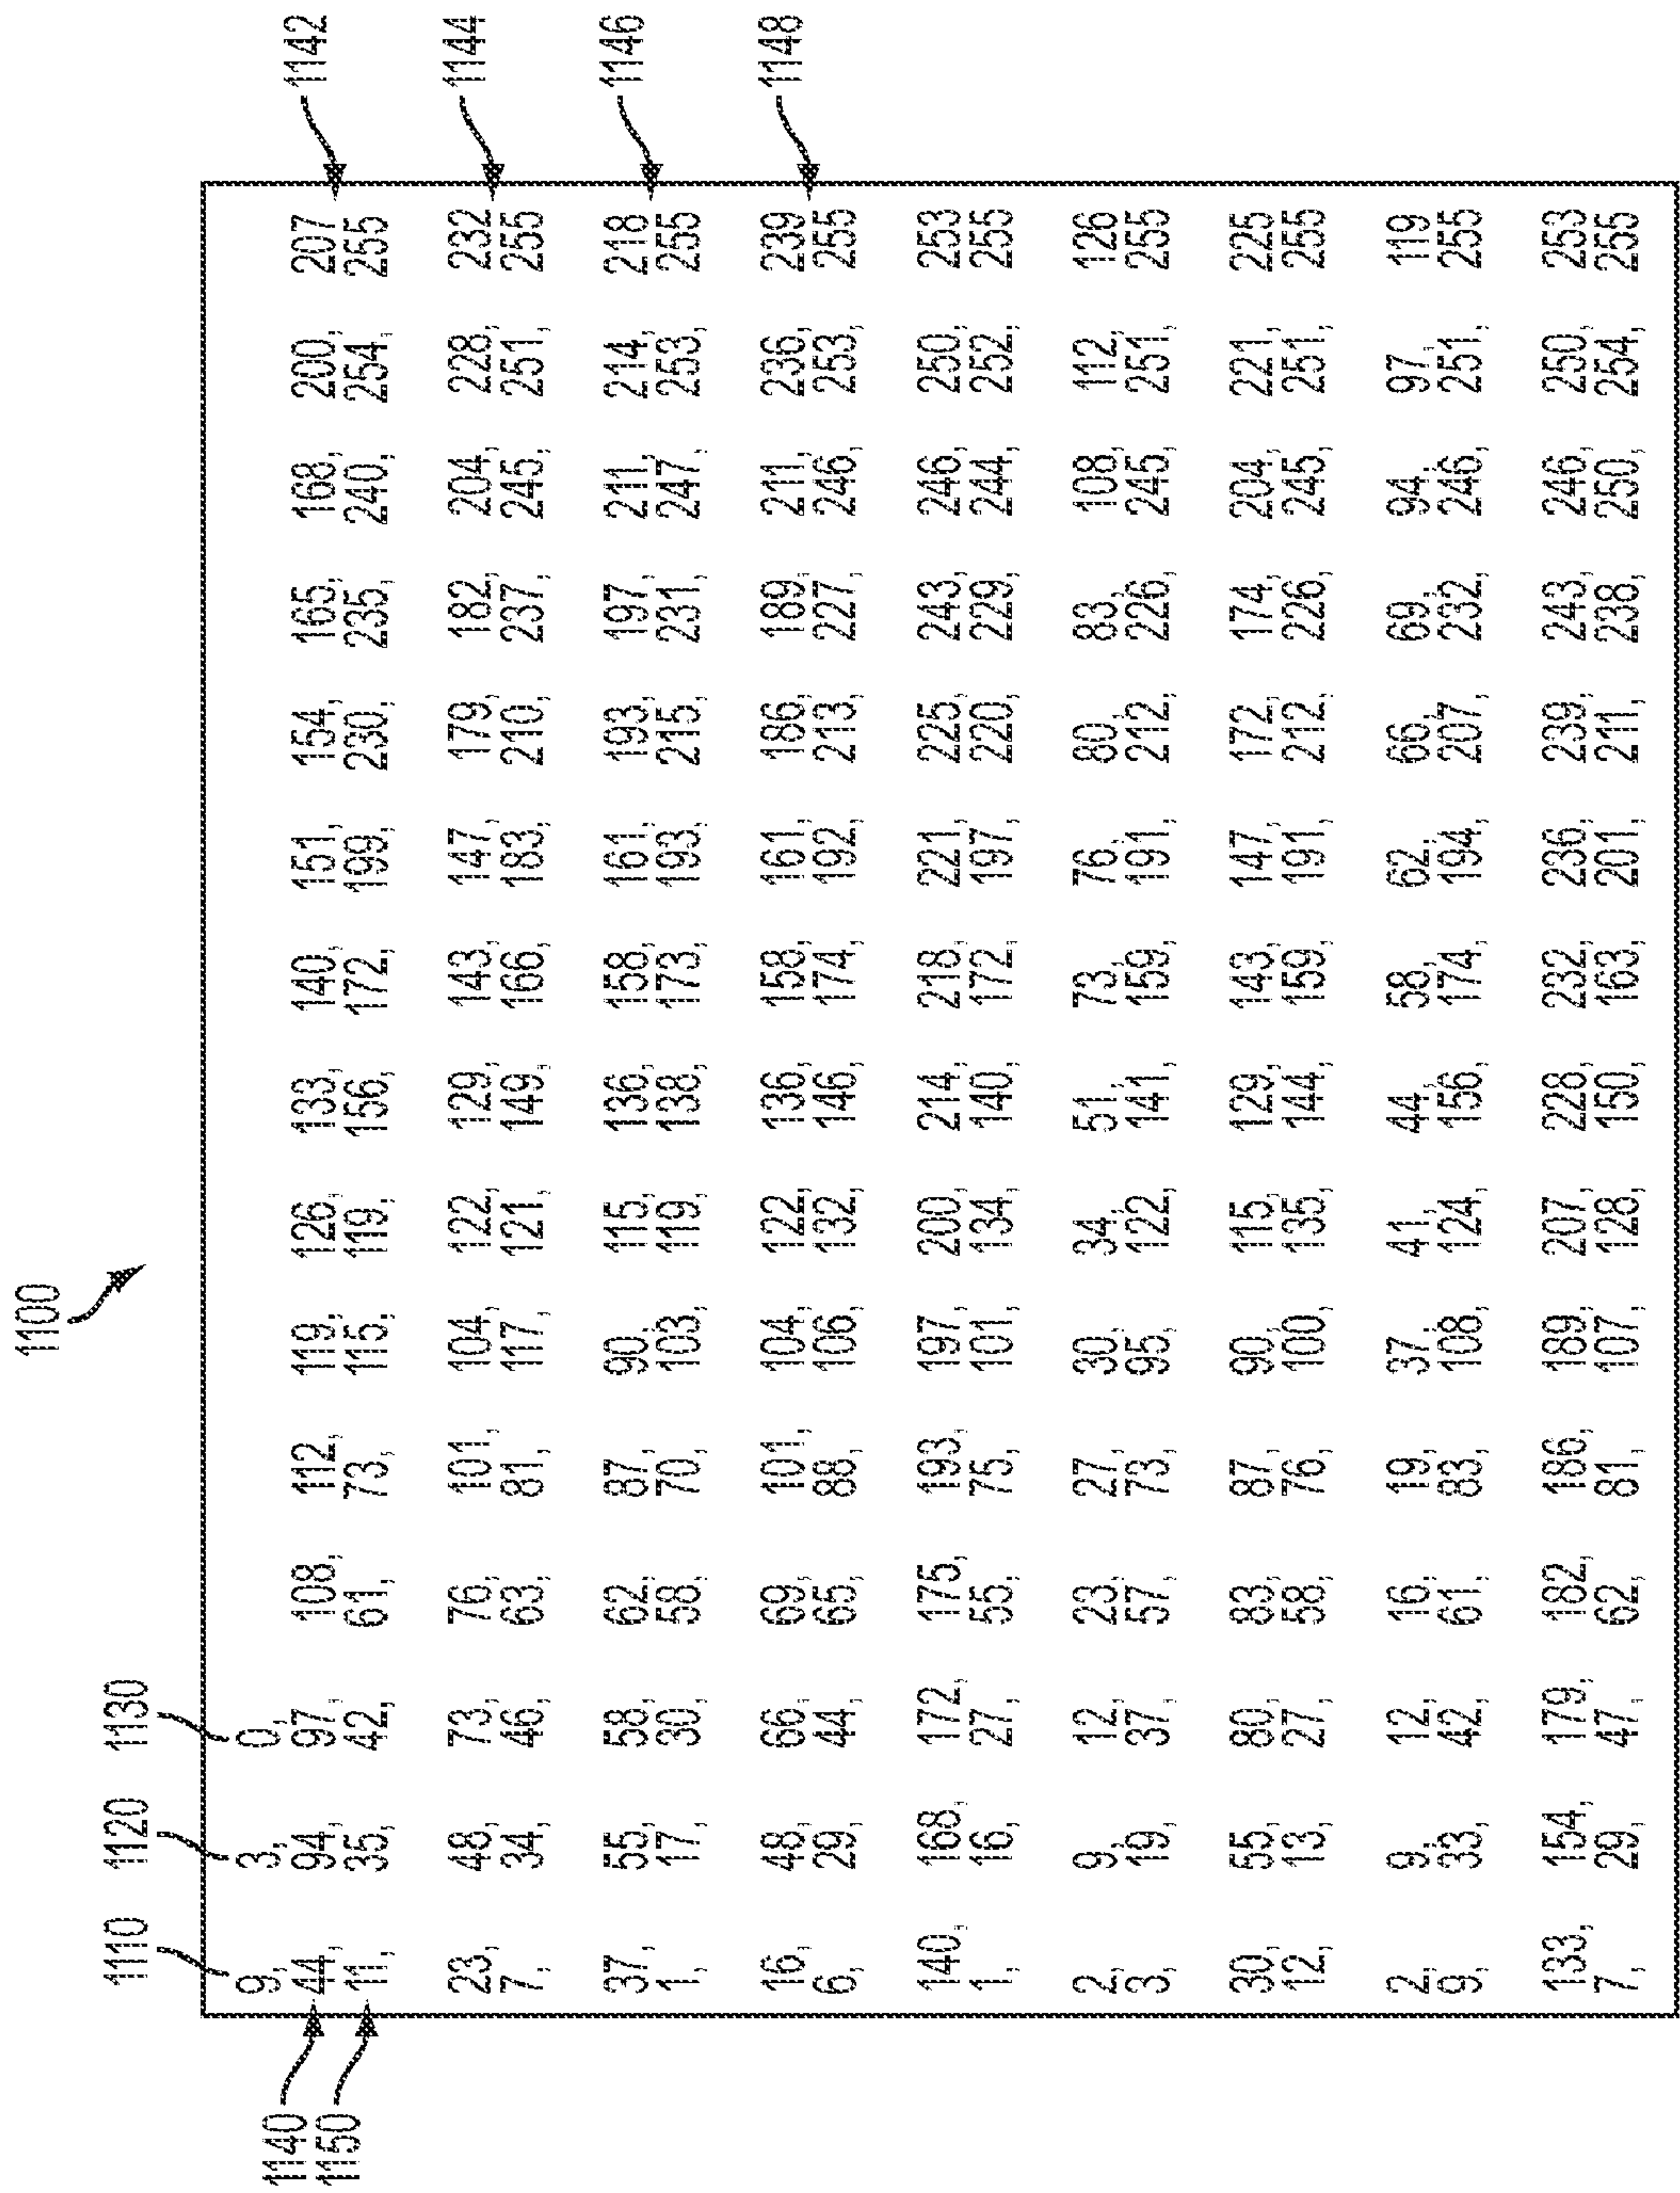 1100
1110 1120 1130
9, 3, 0,
1140 44, 94, 97, 108, 112, 119, 126, 133, 140, 151, 154, 165, 168, 200, 207 1142
1150 11, 35, 42, 61, 73, 115, 119, 156, 172, 199, 230, 235, 240, 254, 255
23, 48, 73, 76, 101, 104, 122, 129, 143, 147, 179, 182, 204, 228, 232 1144
7, 34, 46, 63, 81, 117, 121, 149, 166, 183, 210, 237, 245, 251, 255
37, 55, 58, 62, 87, 90, 115, 136, 158, 161, 193, 197, 211, 214, 218 1146
1, 17, 30, 58, 70, 103, 119, 138, 173, 193, 215, 231, 247, 253, 255
16, 48, 66, 69, 101, 104, 122, 136, 158, 161, 186, 189, 211, 236, 239 1148
6, 29, 44, 65, 88, 106, 132, 146, 174, 192, 213, 227, 246, 253, 255
140, 168, 172, 175, 193, 197, 200, 214, 218, 221, 225, 243, 246, 250, 253
1, 16, 27, 55, 75, 101, 134, 140, 172, 197, 220, 229, 244, 252, 255
2, 9, 12, 23, 27, 30, 34, 51, 73, 76, 80, 83, 108, 112, 126
3, 19, 37, 57, 73, 95, 122, 141, 159, 191, 212, 226, 245, 251, 255
30, 55, 80, 83, 87, 90, 115, 129, 143, 147, 172, 174, 204, 221, 225
12, 13, 27, 58, 76, 100, 135, 144, 159, 191, 212, 226, 245, 251, 255
2, 9, 12, 16, 19, 37, 41, 44, 58, 62, 66, 69, 94, 97, 119
9, 33, 42, 61, 83, 108, 124, 156, 174, 194, 207, 232, 246, 251, 255
133, 154, 179, 182, 186, 189, 207, 228, 232, 236, 239, 243, 246, 250, 253
7, 29, 47, 62, 81, 107, 128, 150, 163, 201, 211, 238, 250, 254, 255